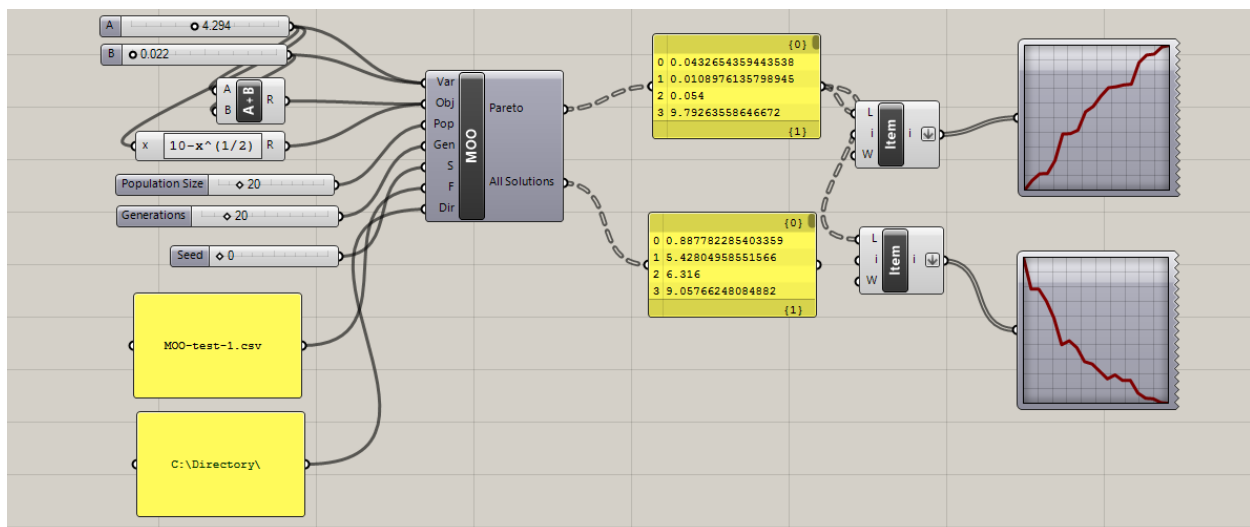 A 4.294
B 0.022
A
B
A+B
R
x 10-x^(1/2) R
Population Size 20
Generations 20
Seed 0
MOO-test-1.csv
C:\Directory\
Var
Obj
Pop
Gen
S
F
Dir
MOO
Pareto
All Solutions
{0}
0 0.0432654359443538
1 0.0108976135798945
2 0.054
3 9.79263558646672
{1}
{0}
0 0.887782285403359
1 5.42804958551566
2 6.316
3 9.05766248084882
{1}
L
i
W
Item
i
L
i
W
Item
i